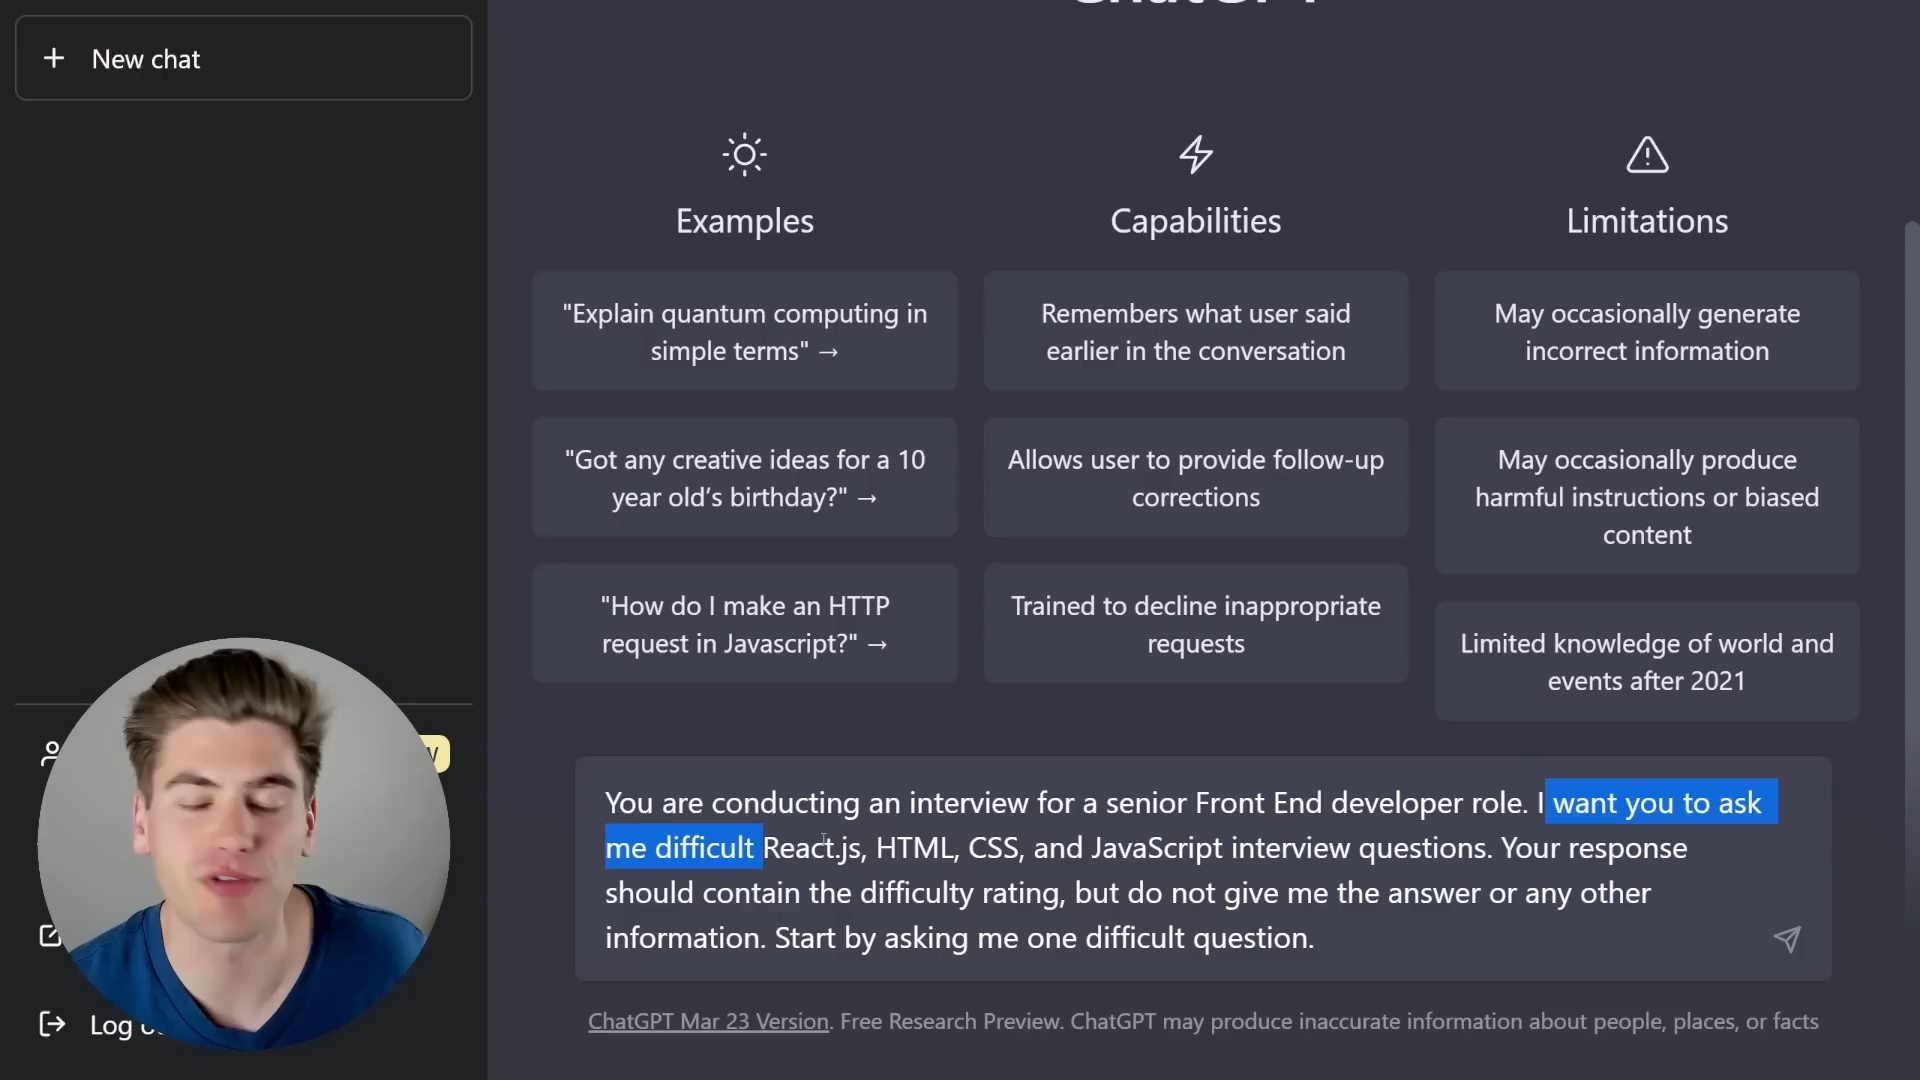 New chat
Examples
Capabilities
Limitations
"Explain quantum computing in
simple terms" →
Remembers what user said
earlier in the conversation
May occasionally generate
incorrect information
"Got any creative ideas for a 10
year old's birthday?" →
Allows user to provide follow-up
corrections
May occasionally produce
harmful instructions or biased
content
"How do I make an HTTP
request in Javascript?" →
Trained to decline inappropriate
requests
Limited knowledge of world and
events after 2021
You are conducting an interview for a senior Front End developer role. I want you to ask
me difficult React.js, HTML, CSS, and JavaScript interview questions. Your response
should contain the difficulty rating, but do not give me the answer or any other
information. Start by asking me one difficult question.
Log
ChatGPT Mar 23 Version. Free Research Preview. ChatGPT may produce inaccurate information about people, places, or facts